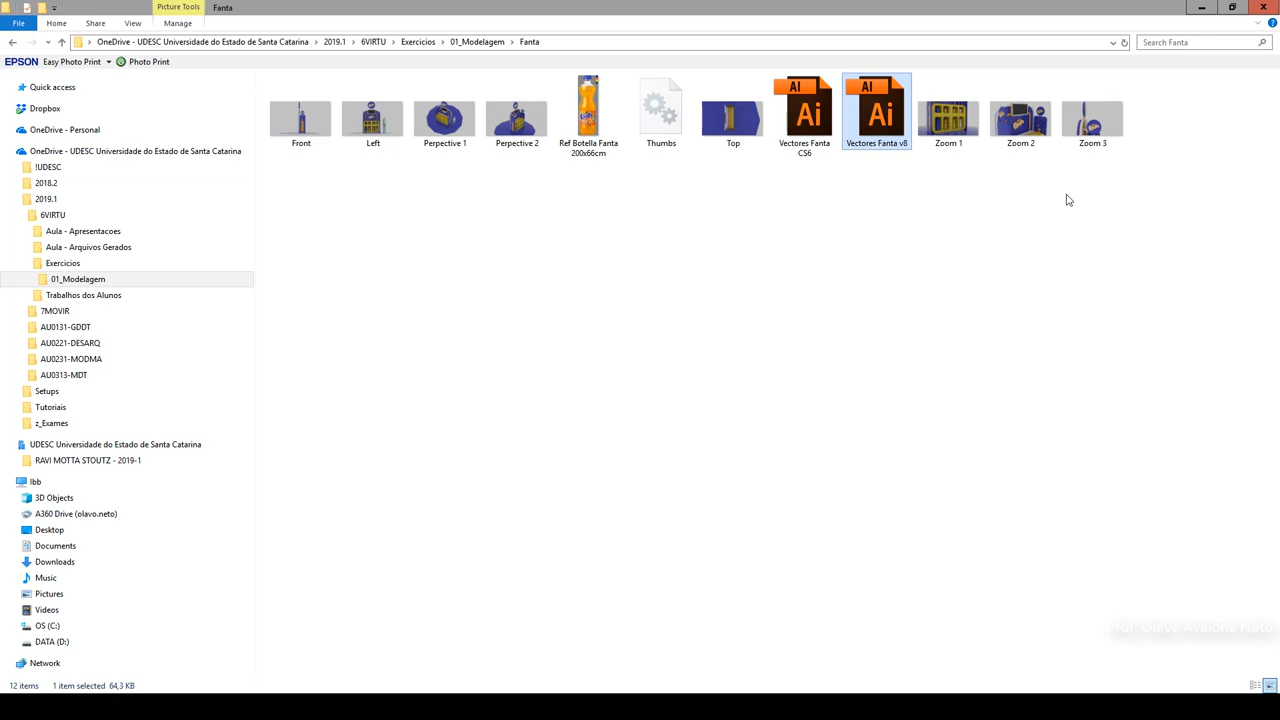 Picture Tools
Fanta
File
Home
Share
View
Manage
OneDrive - UDESC Universidade do Estado de Santa Catarina
2019.1
6VIRTU
Exercicios
01_Modelagem
Fanta
Search Fanta
EPSON
Easy Photo Print
Photo Print
Quick access
Dropbox
OneDrive - Personal
OneDrive - UDESC Universidade do Estado de Santa Catarina
!UDESC
2018.2
2019.1
6VIRTU
Aula - Apresentacoes
Aula - Arquivos Gerados
Exercicios
01_Modelagem
Trabalhos dos Alunos
7MOVIR
AU0131-GDDT
AU0221-DESARQ
AU0231-MODMA
AU0313-MDT
Setups
Tutoriais
z_Exames
UDESC Universidade do Estado de Santa Catarina
RAVI MOTTA STOUTZ - 2019-1
lbb
3D Objects
A360 Drive (olavo.neto)
Desktop
Documents
Downloads
Music
Pictures
Videos
OS (C:)
DATA (D:)
Network
Front
Left
Perpective 1
Perpective 2
Ref Botella Fanta
200x66cm
Thumbs
Top
AI
Ai
Vectores Fanta
CS6
AI
Ai
Vectores Fanta v8
Zoom 1
Zoom 2
Zoom 3
Prof. Olavo Avalone Neto
12 items
1 item selected 64,3 KB